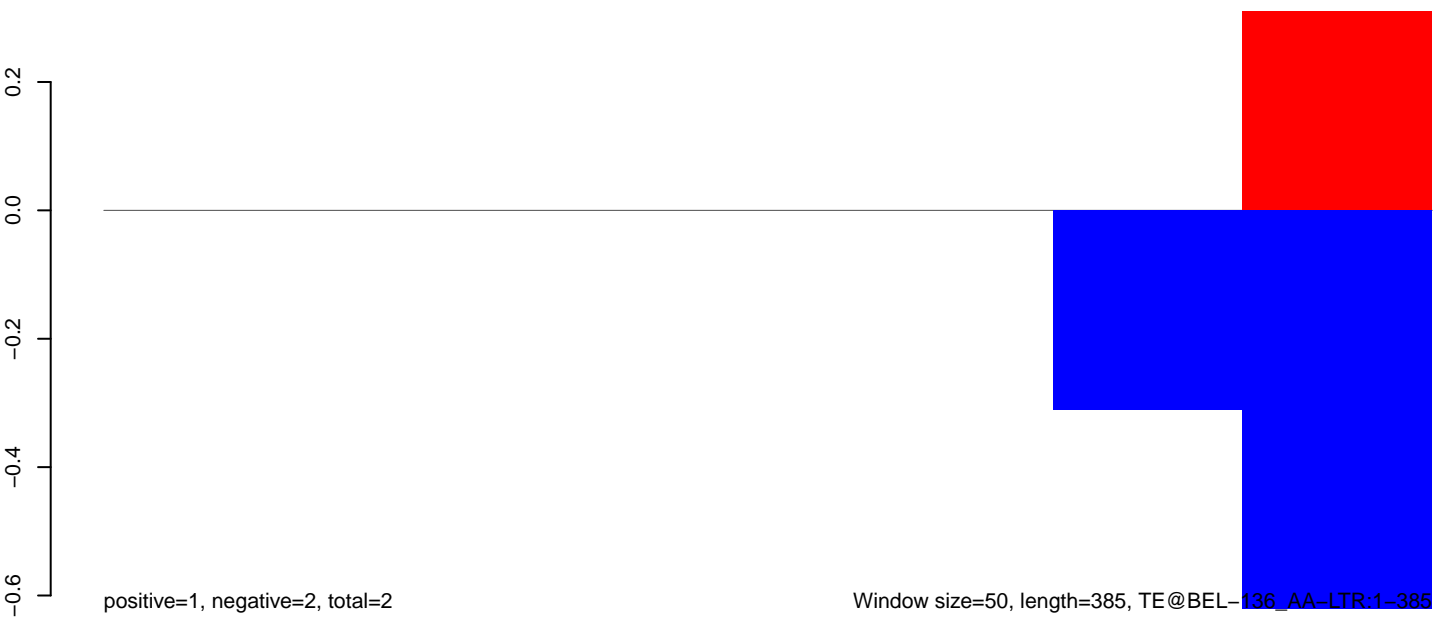 0.2
0.0
−0.2
−0.4
−0.6
positive=1, negative=2, total=2
Window size=50, length=385, TE@BEL−136_AA−LTR:1−385